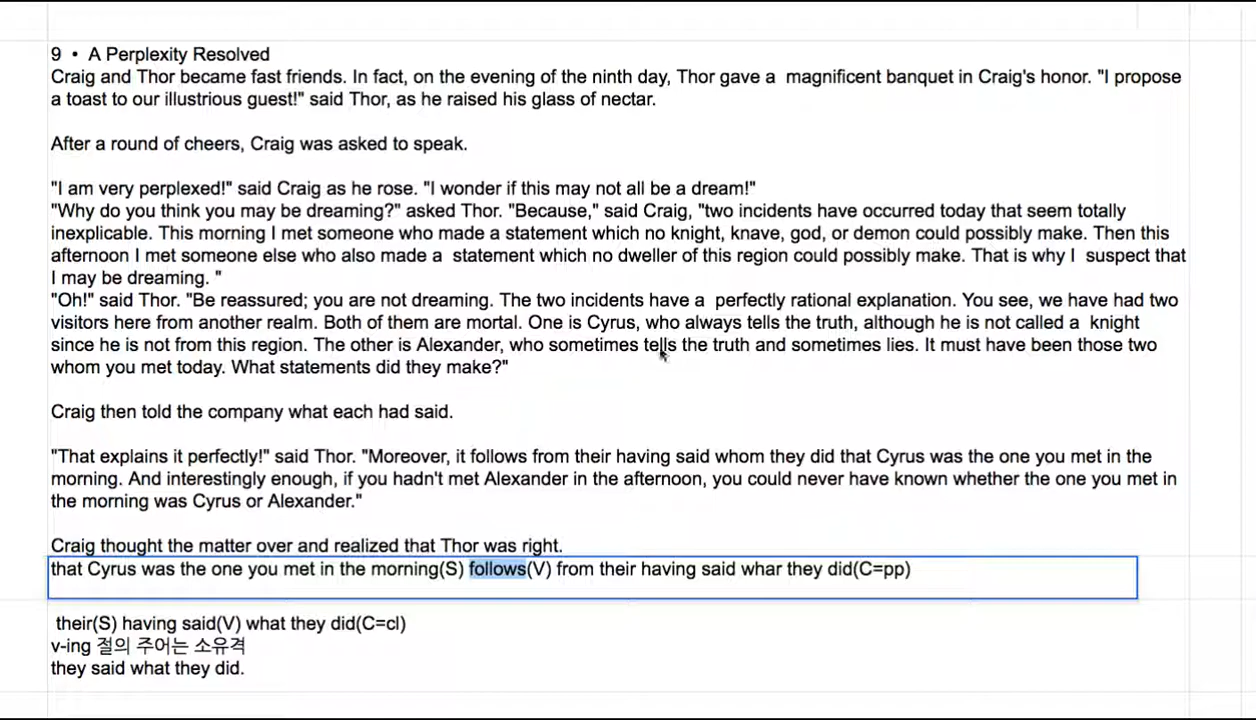 9 • A Perplexity Resolved
Craig and Thor became fast friends. In fact, on the evening of the ninth day, Thor gave a  magnificent banquet in Craig's honor. "I propose
a toast to our illustrious guest!" said Thor, as he raised his glass of nectar.
After a round of cheers, Craig was asked to speak.
"I am very perplexed!" said Craig as he rose. "I wonder if this may not all be a dream!"
"Why do you think you may be dreaming?" asked Thor. "Because," said Craig, "two incidents have occurred today that seem totally
inexplicable. This morning I met someone who made a statement which no knight, knave, god, or demon could possibly make. Then this
afternoon I met someone else who also made a  statement which no dweller of this region could possibly make. That is why I  suspect that
I may be dreaming. "
"Oh!" said Thor. "Be reassured; you are not dreaming. The two incidents have a  perfectly rational explanation. You see, we have had two
visitors here from another realm. Both of them are mortal. One is Cyrus, who always tells the truth, although he is not called a  knight
since he is not from this region. The other is Alexander, who sometimes tells the truth and sometimes lies. It must have been those two
whom you met today. What statements did they make?"
Craig then told the company what each had said.
"That explains it perfectly!" said Thor. "Moreover, it follows from their having said whom they did that Cyrus was the one you met in the
morning. And interestingly enough, if you hadn't met Alexander in the afternoon, you could never have known whether the one you met in
the morning was Cyrus or Alexander."
Craig thought the matter over and realized that Thor was right.
that Cyrus was the one you met in the morning(S) follows(V) from their having said whar they did(C=pp)
their(S) having said(V) what they did(C=cl)
v-ing 절의 주어는 소유격
they said what they did.